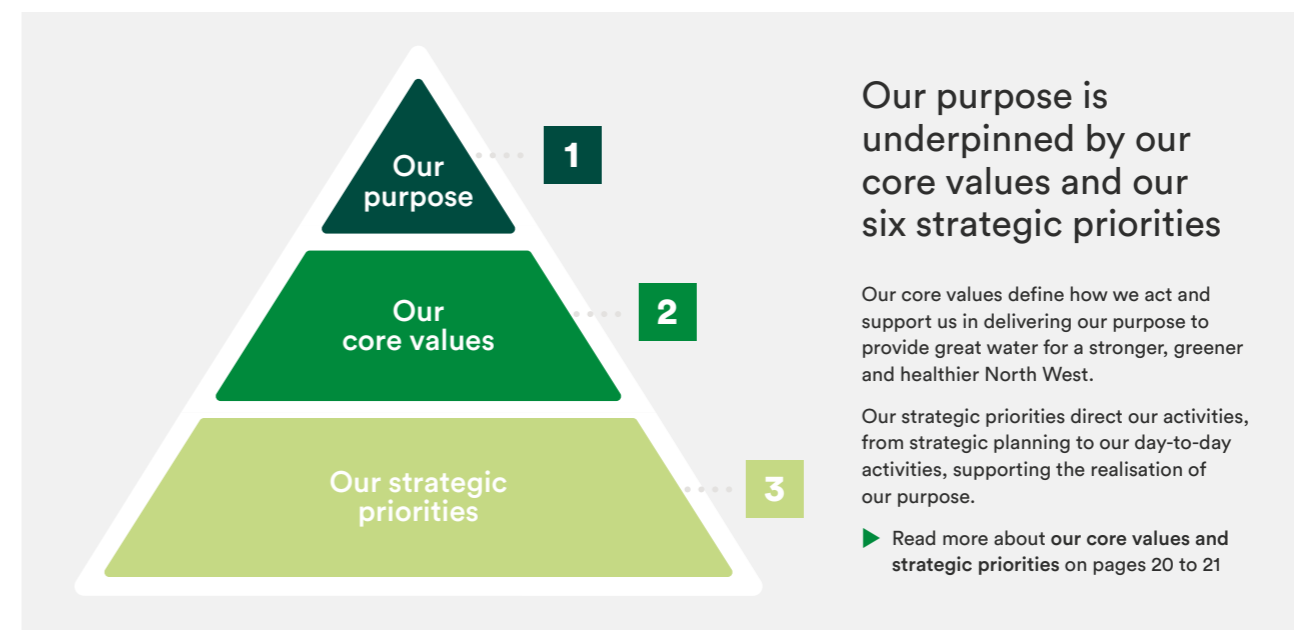 Our
purpose
1
Our
core values
2
Our strategic
priorities
3
Our purpose is
underpinned by our
core values and our
six strategic priorities
Our core values define how we act and
support us in delivering our purpose to
provide great water for a stronger, greener
and healthier North West.
Our strategic priorities direct our activities,
from strategic planning to our day-to-day
activities, supporting the realisation of
our purpose.
Read more about our core values and
strategic priorities on pages 20 to 21